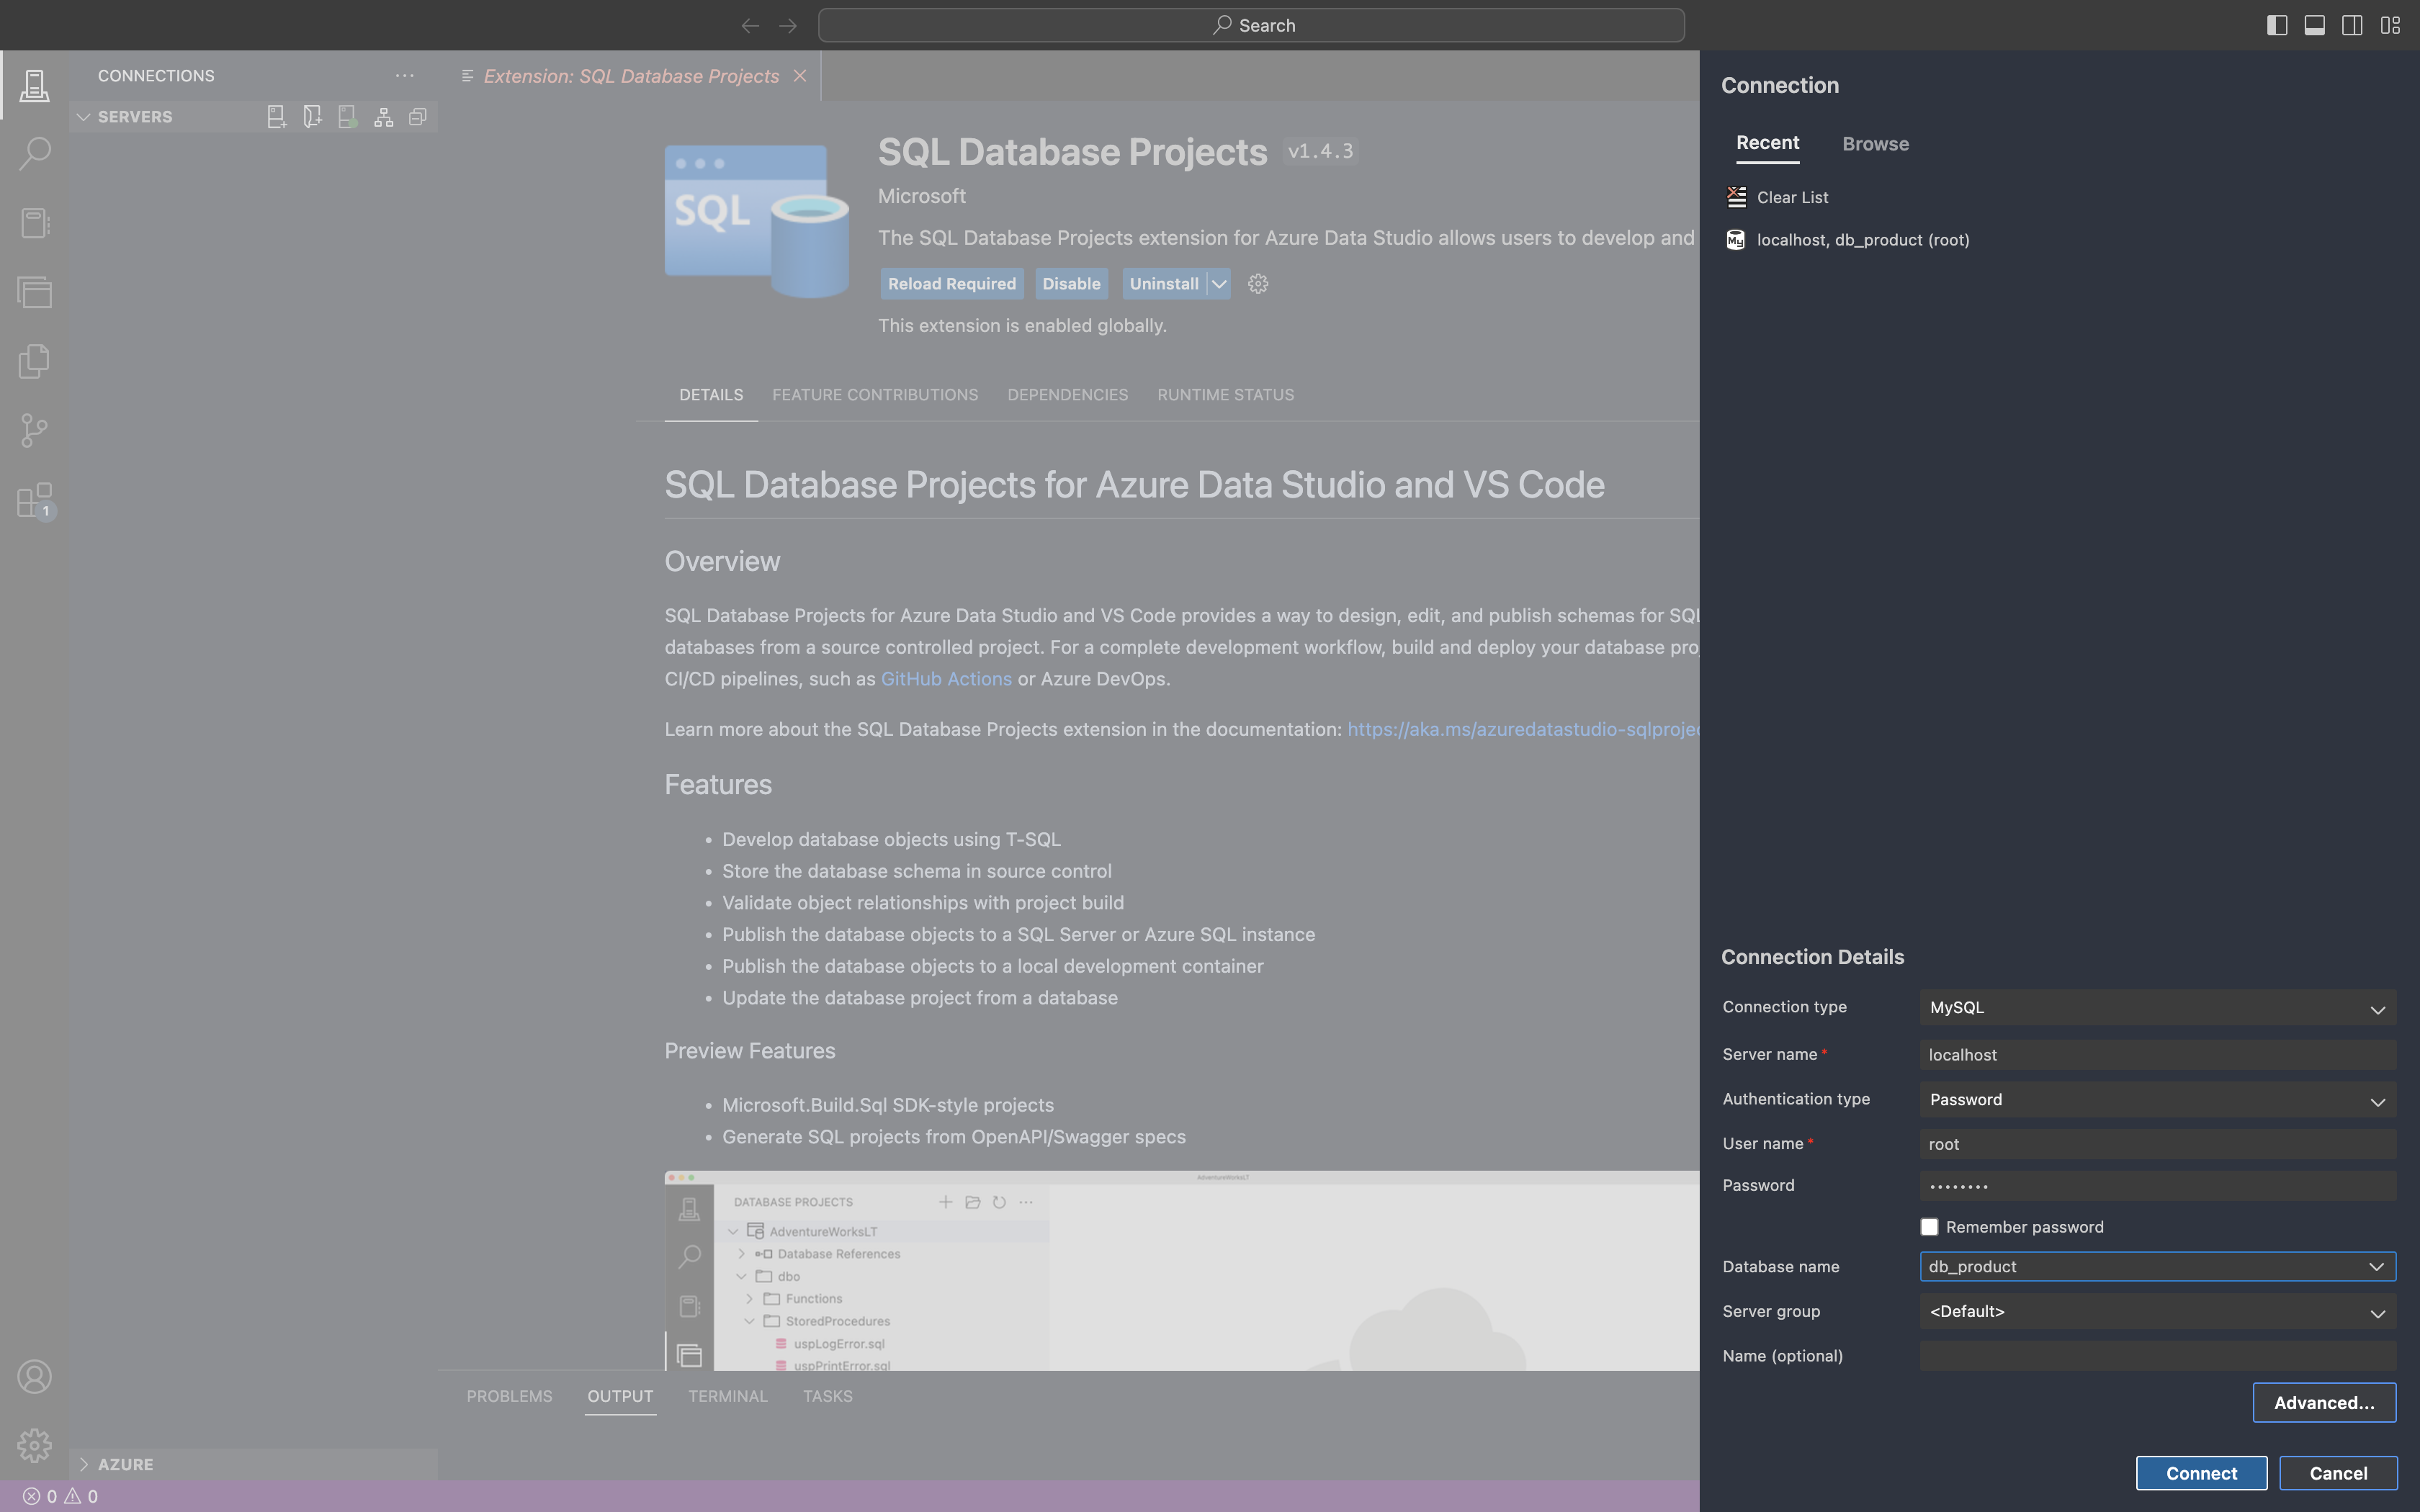 Search
CONNECTIONS
SERVERS
Extension: SQL Database Projects
SQL
SQL Database Projects v1.4.3
Microsoft
The SQL Database Projects extension for Azure Data Studio allows users to develop and
Reload Required
Disable
Uninstall
This extension is enabled globally.
DETAILS
FEATURE CONTRIBUTIONS
DEPENDENCIES
RUNTIME STATUS
SQL Database Projects for Azure Data Studio and VS Code
Overview
SQL Database Projects for Azure Data Studio and VS Code provides a way to design, edit, and publish schemas for SQL
databases from a source controlled project. For a complete development workflow, build and deploy your database pro
CI/CD pipelines, such as GitHub Actions or Azure DevOps.
Learn more about the SQL Database Projects extension in the documentation: https://aka.ms/azuredatastudio-sqlprojec
Features
• Develop database objects using T-SQL
• Store the database schema in source control
• Validate object relationships with project build
• Publish the database objects to a SQL Server or Azure SQL instance
• Publish the database objects to a local development container
• Update the database project from a database
Preview Features
• Microsoft.Build.Sql SDK-style projects
• Generate SQL projects from OpenAPI/Swagger specs
AdventureWorksLT
DATABASE PROJECTS
AdventureWorksLT
Database References
dbo
Functions
StoredProcedures
uspLogError.sql
uspPrintError.sql
PROBLEMS
OUTPUT
TERMINAL
TASKS
1
AZURE
0
0
Connection
Recent
Browse
Clear List
My
localhost, db_product (root)
Connection Details
Connection type
MySQL
Server name*
localhost
Authentication type
Password
User name*
root
Password
••••••••
Remember password
Database name
db_product
Server group
<Default>
Name (optional)
Advanced...
Connect
Cancel